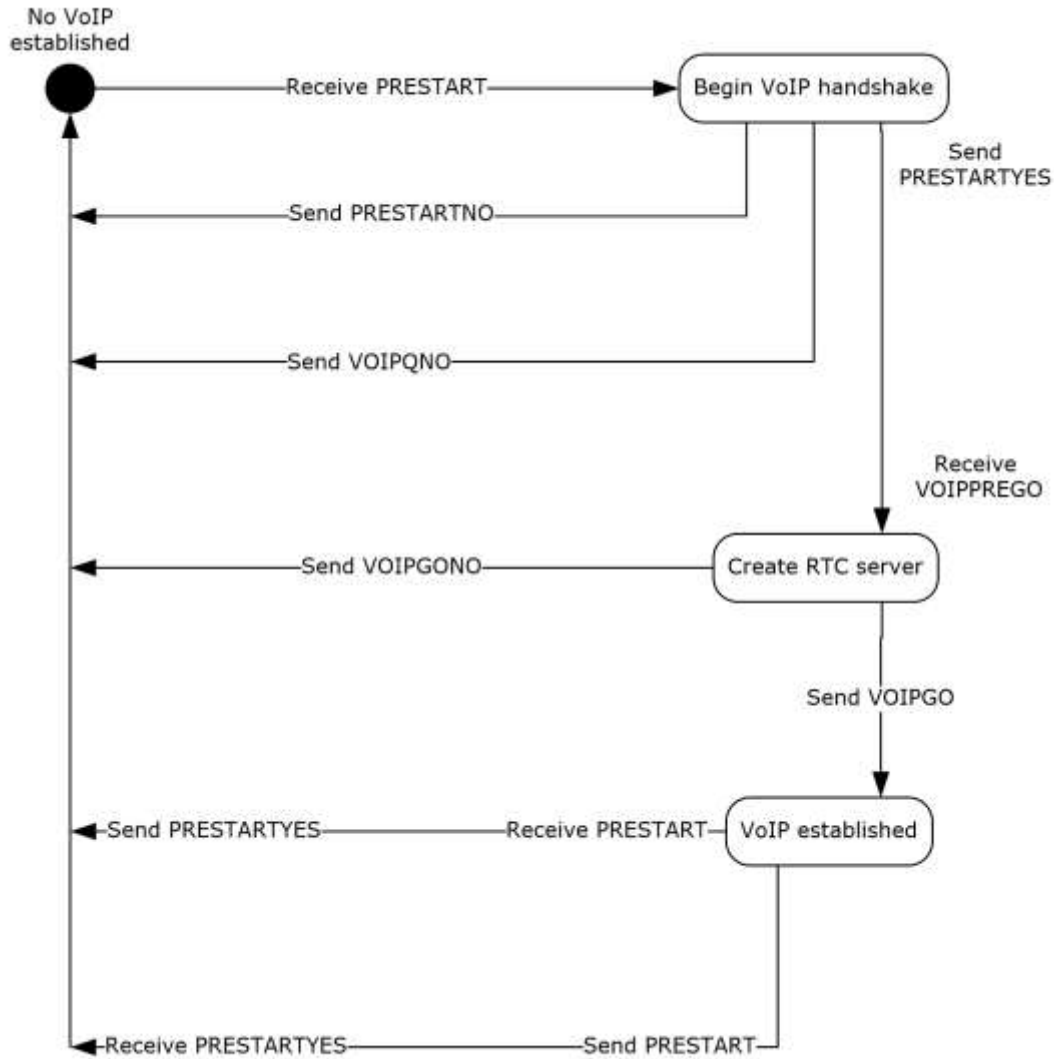 No VoIP
established
Receive PRESTART
Begin VoIP handshake
Send
PRESTARTYES
Send PRESTARTNO
Send VOIPQNO
Receive
VOIPPREGO
Send VOIPGONO
Create RTC server
Send VOIPGO
Send PRESTARTYES
Receive PRESTART
VoIP established
Receive PRESTARTYES
Send PRESTART